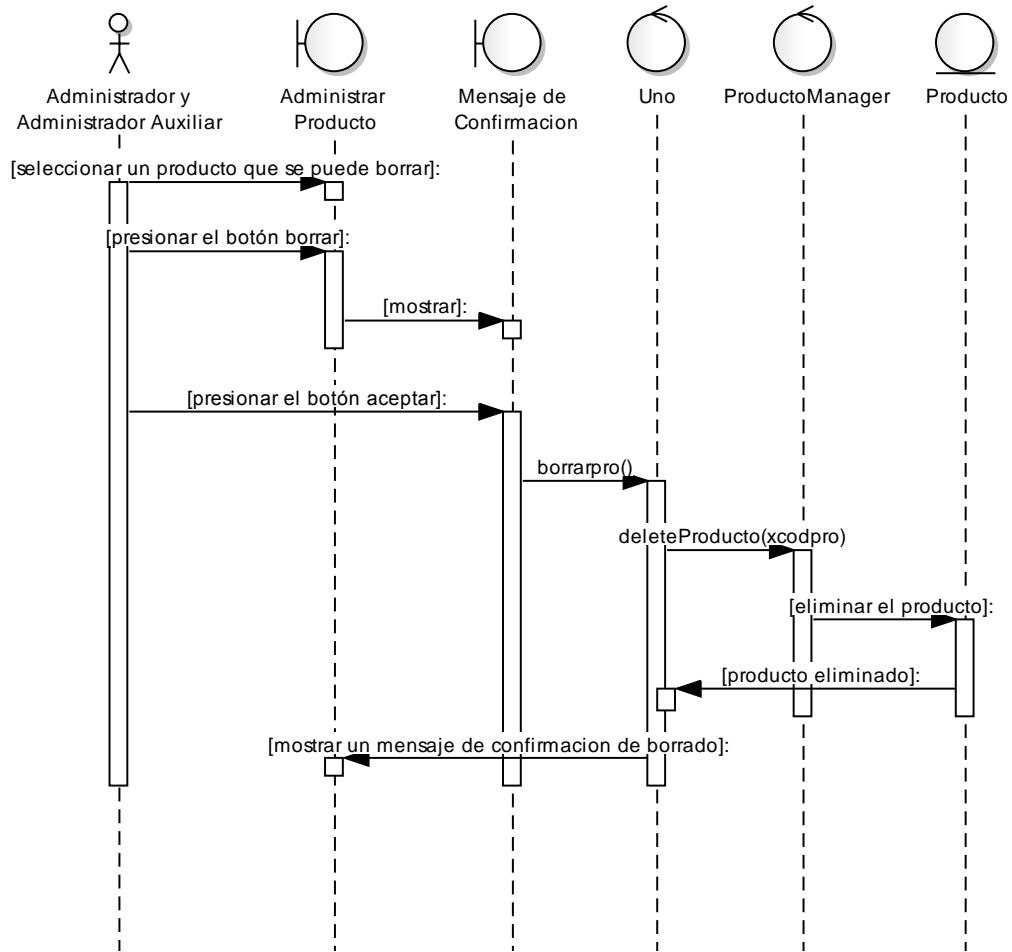 Administrador y
Administrador Auxiliar
Administrar
Producto
Mensaje de
Confirmacion
Uno
ProductoManager
Producto
[seleccionar un producto que se puede borrar]:
[presionar el botón borrar]:
[mostrar]:
[presionar el botón aceptar]:
borrarpro()
deleteProducto(xcodpro)
[eliminar el producto]:
[producto eliminado]:
[mostrar un mensaje de confirmacion de borrado]: